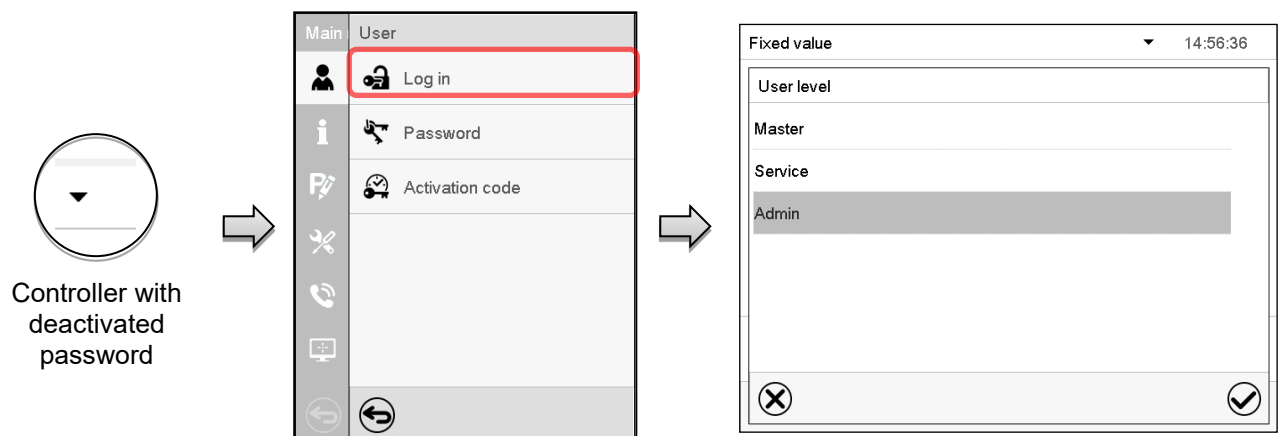 Controller with
deactivated
password
Main
User
Log in
Password
Activation code
Fixed value
14:56:36
User level
Master
Service
Admin